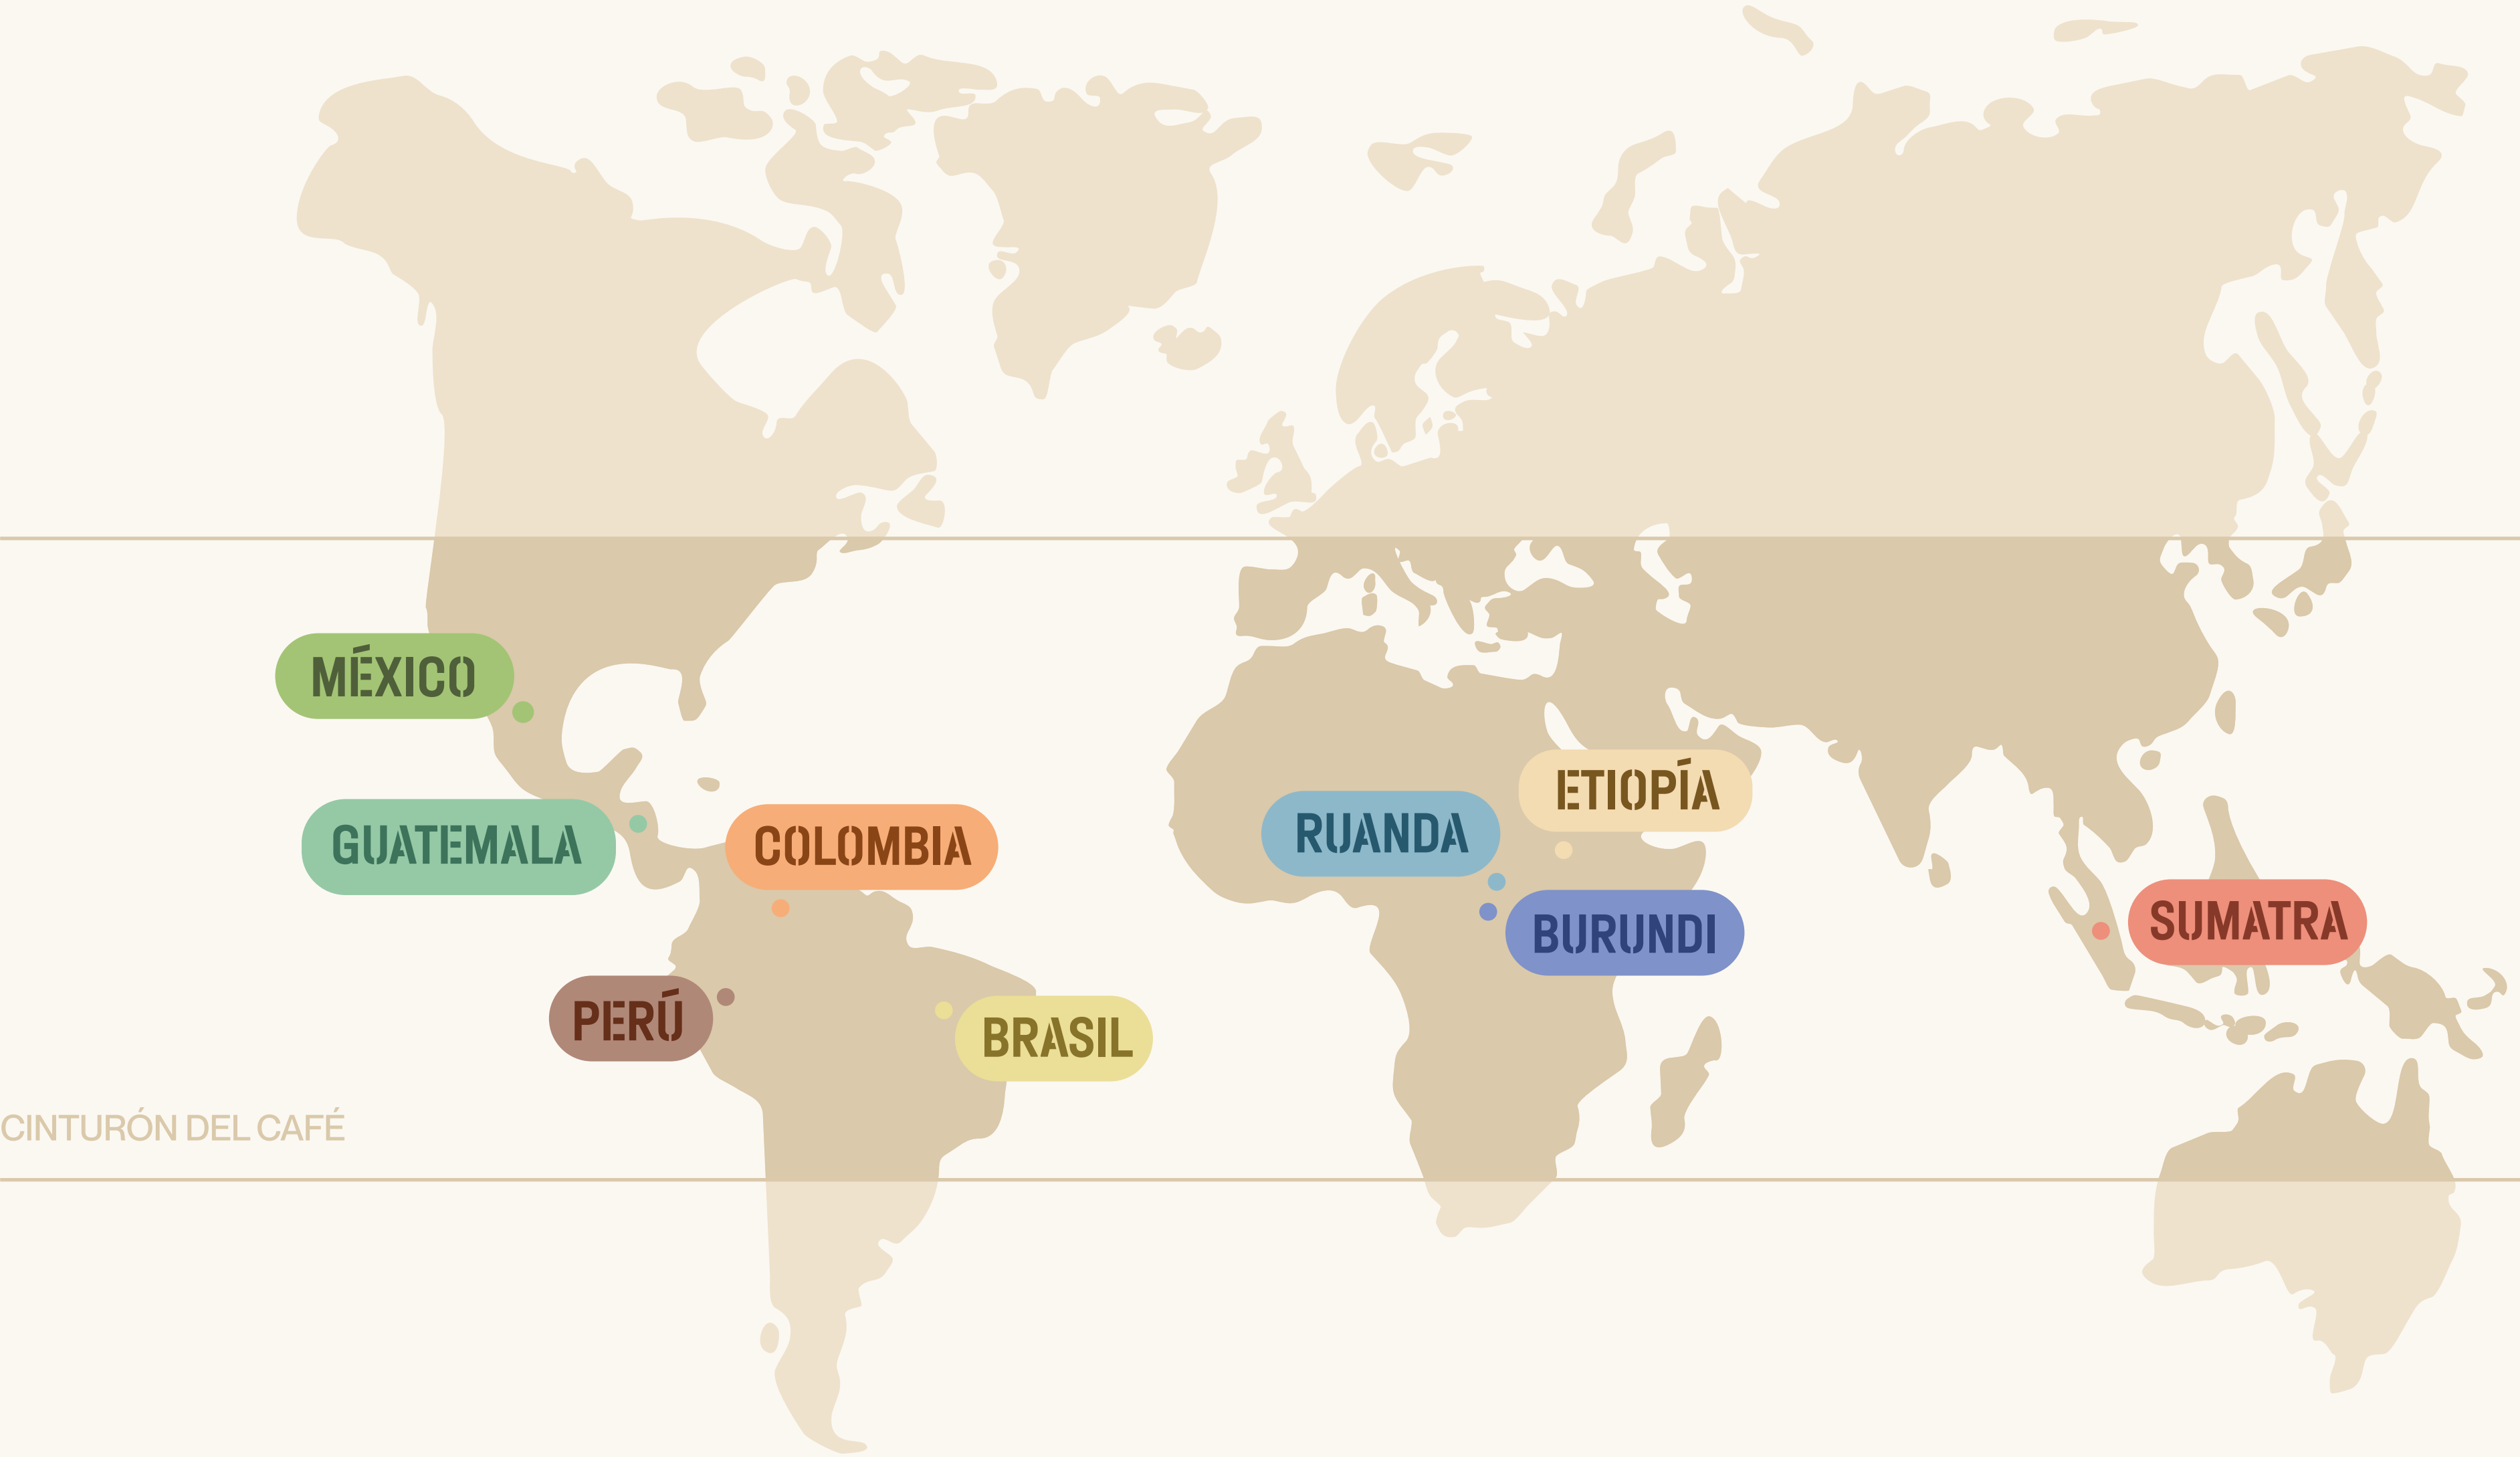 MÉXICO
ETIOPÍA
GUATEMALA
COLOMBIA
RUANDA
BURUNDI
SUMATRA
PERÚ
BRASIL
CINTURÓN DEL CAFÉ